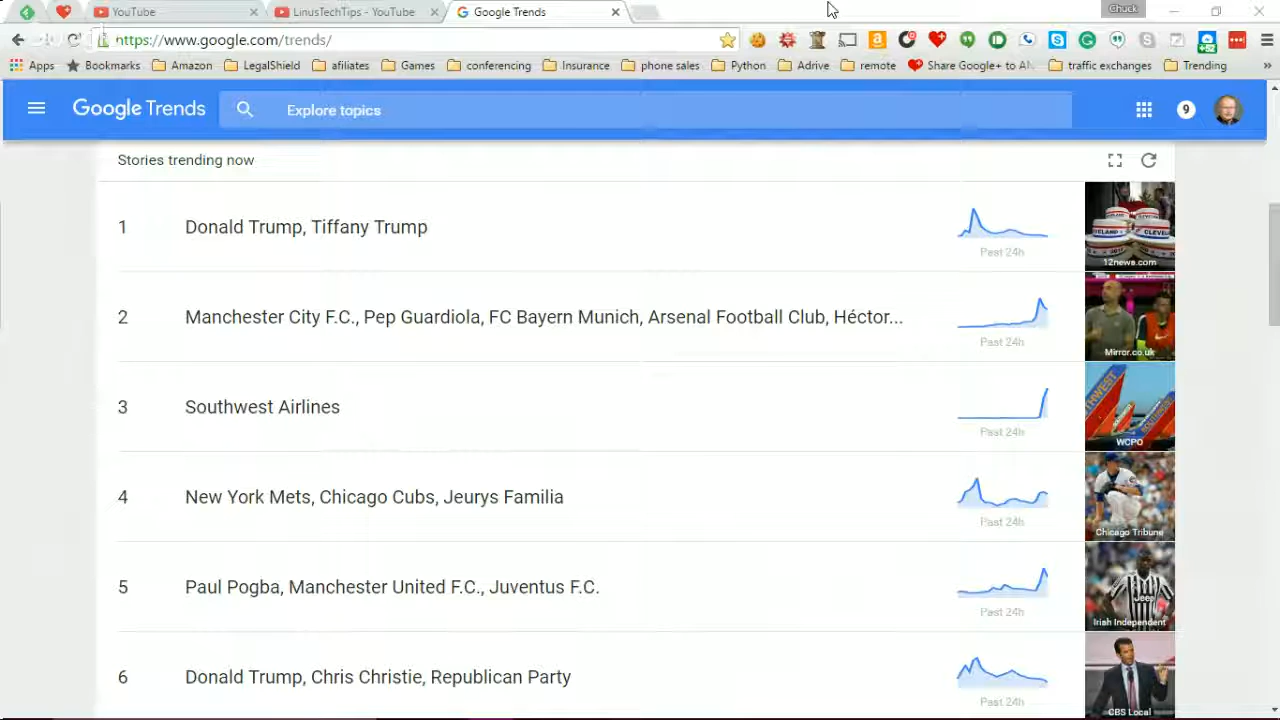 Chuck
YouTube
LinusTechTips - YouTube
Google Trends
https://www.google.com/trends/
+52
Apps Bookmarks Amazon LegalShield afiliates Games conferencing Insurance phone sales Python Adrive remote Share Google+ to Al traffic exchanges Trending »
Google Trends Explore topics 9
Stories trending now
1 Donald Trump, Tiffany Trump
Past 24h
12news.com
2 Manchester City F.C., Pep Guardiola, FC Bayern Munich, Arsenal Football Club, Héctor...
Past 24h
Mirror.co.uk
3 Southwest Airlines
Past 24h
WCPO
4 New York Mets, Chicago Cubs, Jeurys Familia
Past 24h
Chicago Tribune
5 Paul Pogba, Manchester United F.C., Juventus F.C.
Past 24h
Jeep
Irish Independent
6 Donald Trump, Chris Christie, Republican Party
Past 24h
CBS Local